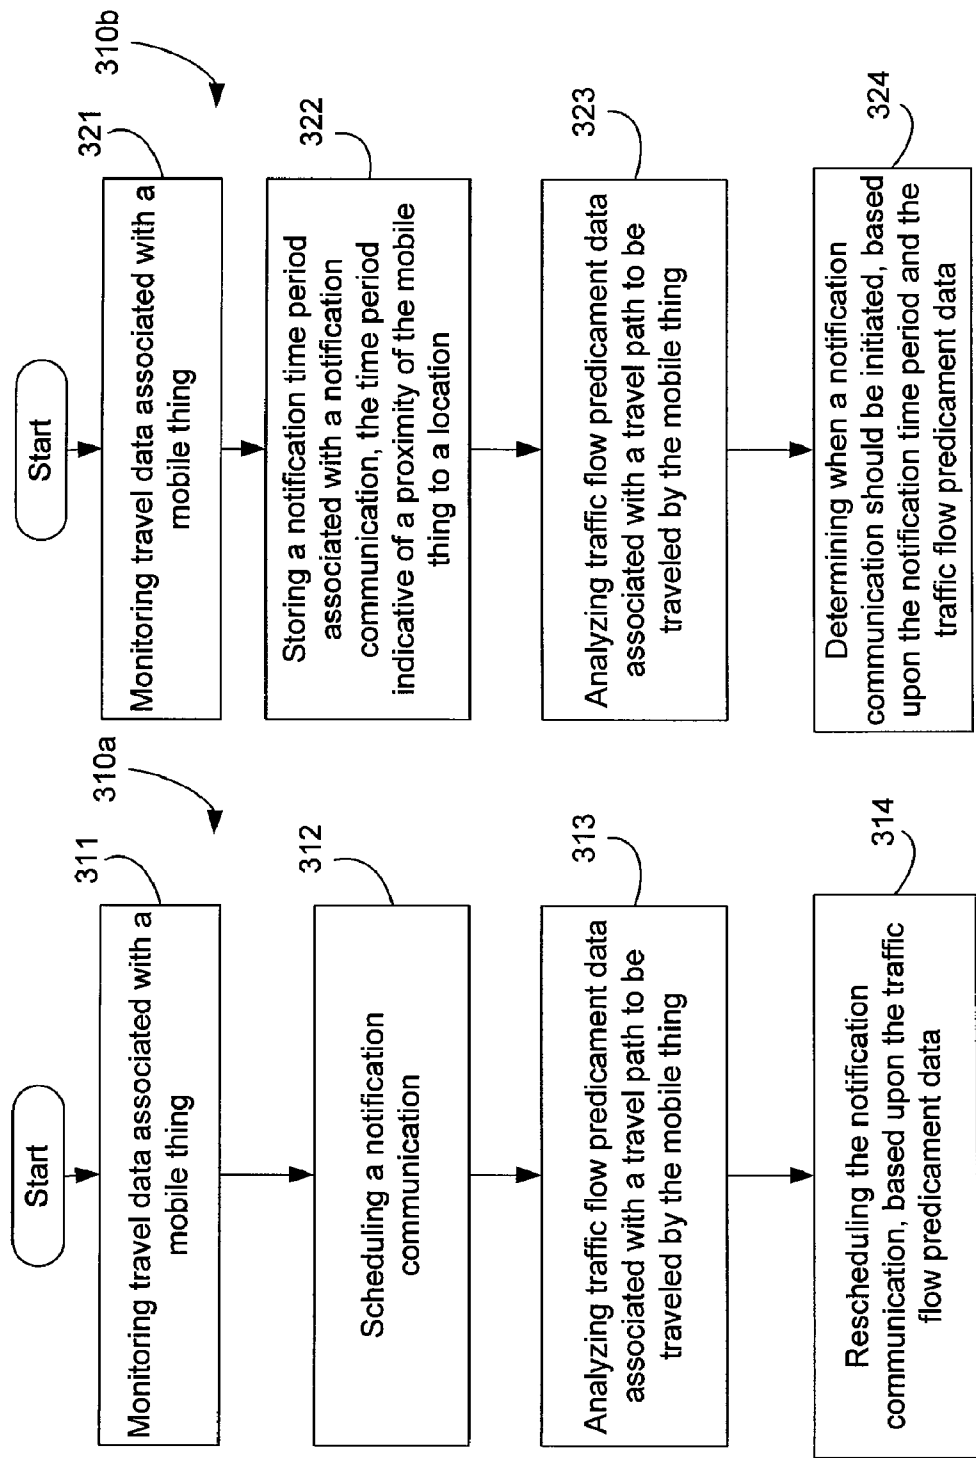 Start
310a
311
Monitoring travel data associated with a
mobile thing
312
Scheduling a notification
communication
313
Analyzing traffic flow predicament data
associated with a travel path to be
traveled by the mobile thing
314
Rescheduling the notification
communication, based upon the traffic
flow predicament data
Start
310b
321
Monitoring travel data associated with a
mobile thing
322
Storing a notification time period
associated with a notification
communication, the time period
indicative of a proximity of the mobile
thing to a location
323
Analyzing traffic flow predicament data
associated with a travel path to be
traveled by the mobile thing
324
Determining when a notification
communication should be initiated, based
upon the notification time period and the
traffic flow predicament data